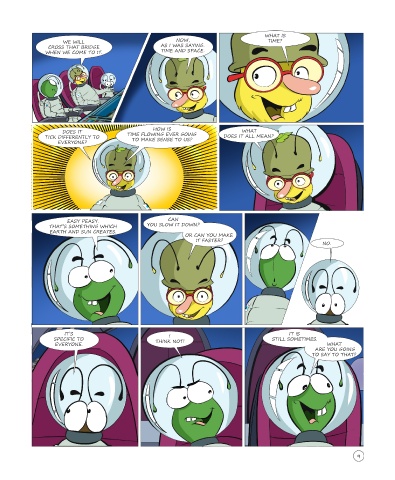 WE WILL
CROSS THAT BRIDGE
WHEN WE COME TO IT.
NOW,
AS I WAS SAYING,
TIME AND SPACE.
WHAT IS
TIME?
DOES IT
TICK DIFFERENTLY TO
EVERYONE?
HOW IS
TIME FLOWING EVER GOING
TO MAKE SENSE TO US?
WHAT
DOES IT ALL MEAN?
EASY PEASY.
THAT'S SOMETHING WHICH
EARTH AND SUN CREATES.
CAN
YOU SLOW IT DOWN?
OR CAN YOU MAKE
IT FASTER?
NO.
IT'S
SPECIFIC TO
EVERYONE.
I
THINK NOT!
IT IS
STILL SOMETIMES.
WHAT
ARE YOU GOING
TO SAY TO THAT?
9